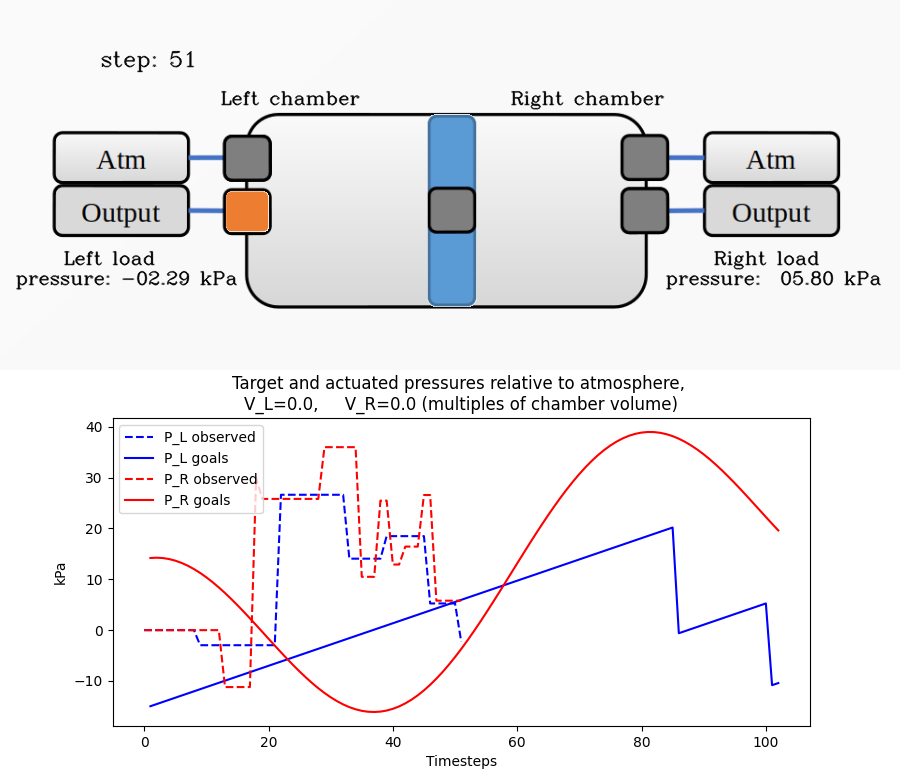 step: 51
Left chamber
Right chamber
Atm
Atm
Output
Output
Left load
pressure: -02.29 kPa
Right load
pressure: 05.80 kPa
Target and actuated pressures relative to atmosphere,
V_L=0.0, V_R=0.0 (multiples of chamber volume)
P_L observed
P_L goals
P_R observed
P_R goals
40
30
20
10
0
−10
kPa
0 20 40 60 80 100
Timesteps